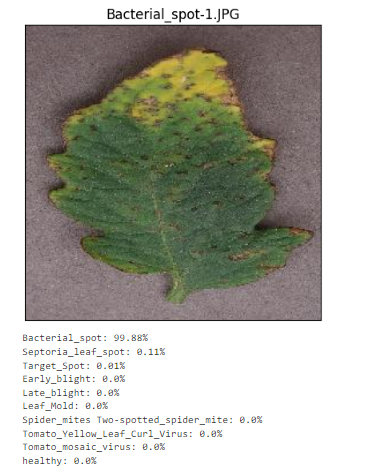 Bacterial_spot-1.JPG
Bacterial_spot: 99.88%
Septoria_leaf_spot: 0.11%
Target_Spot: 0.01%
Early_blight: 0.0%
Late_blight: 0.0%
Leaf_Mold: 0.0%
Spider_mites Two-spotted_spider_mite: 0.0%
Tomato_Yellow_Leaf_Curl_Virus: 0.0%
Tomato_mosaic_virus: 0.0%
healthy: 0.0%